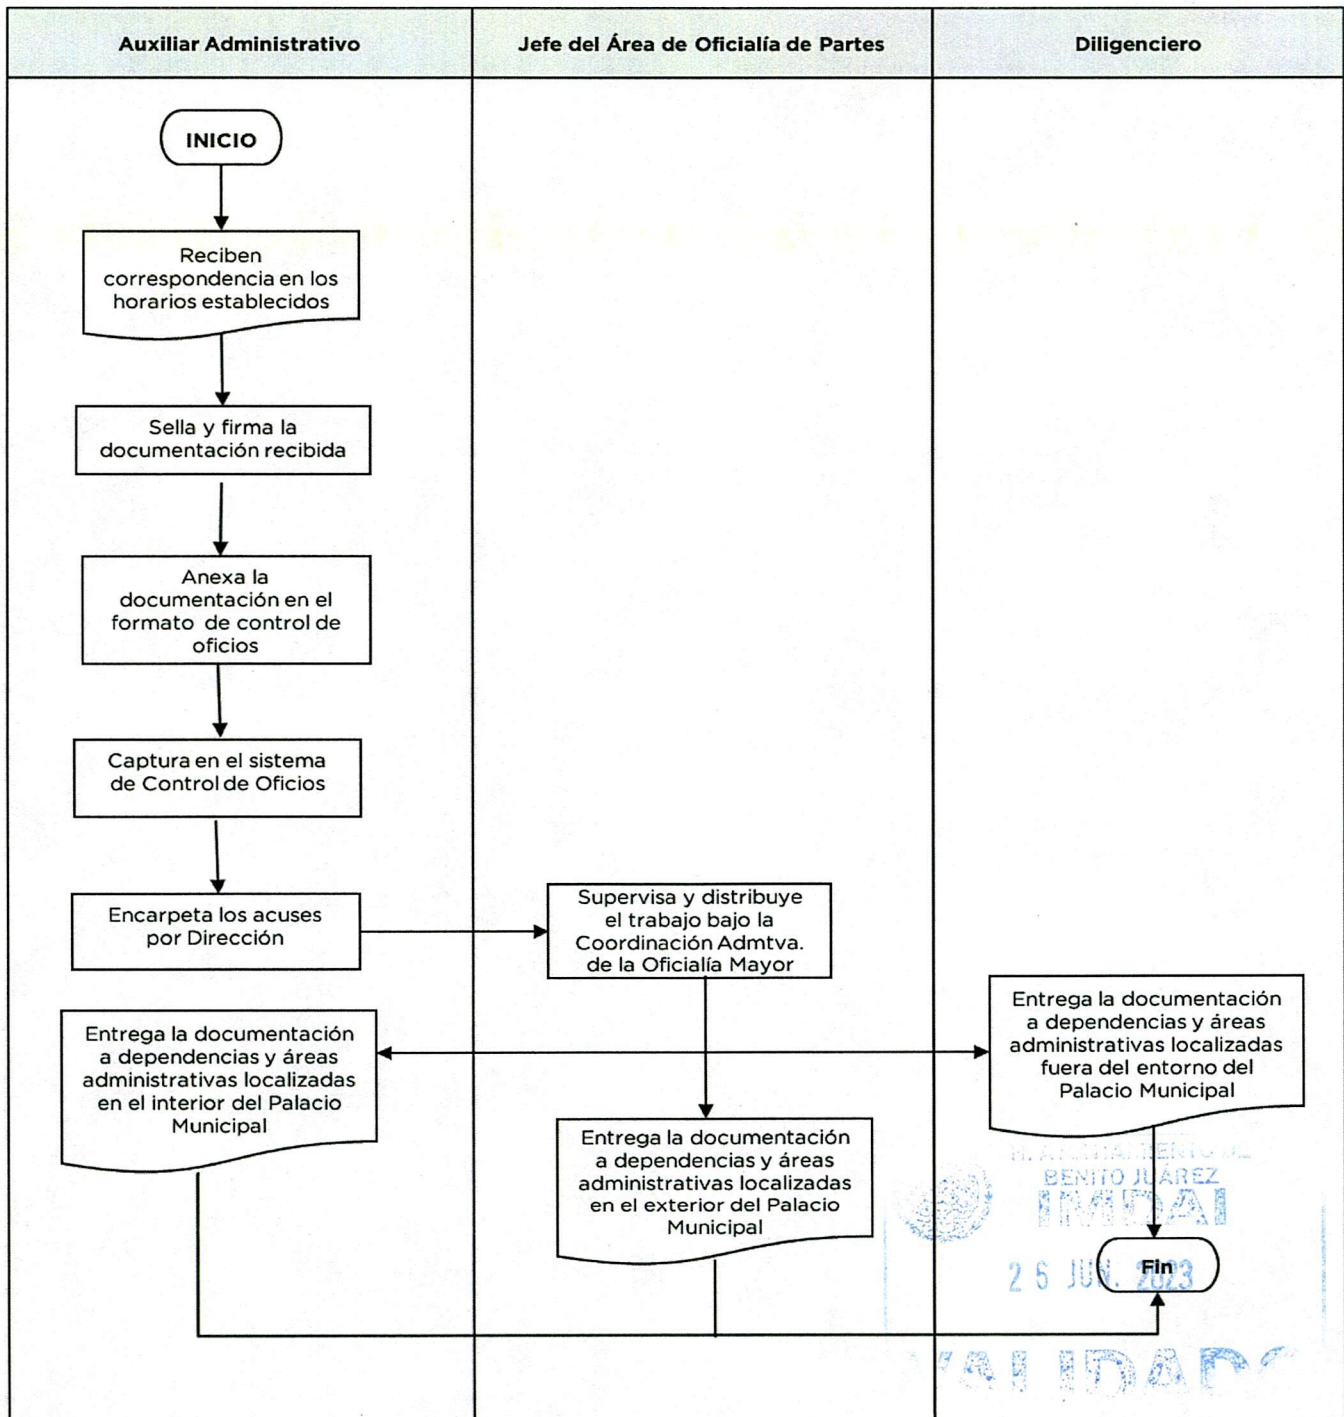 Auxiliar Administrativo
Jefe del Área de Oficialía de Partes
Diligenciero
INICIO
Reciben
correspondencia en los
horarios establecidos
Sella y firma la
documentación recibida
Anexa la
documentación en el
formato de control de
oficios
Captura en el sistema
de Control de Oficios
Encarpeta los acuses
por Dirección
Supervisa y distribuye
el trabajo bajo la
Coordinación Admtva.
de la Oficialía Mayor
Entrega la documentación
a dependencias y áreas
administrativas localizadas
en el interior del Palacio
Municipal
Entrega la documentación
a dependencias y áreas
administrativas localizadas
en el exterior del Palacio
Municipal
Entrega la documentación
a dependencias y áreas
administrativas localizadas
fuera del entorno del
Palacio Municipal
BENITO JUÁREZ
IMDAI
Fin
26 JUN. 2023